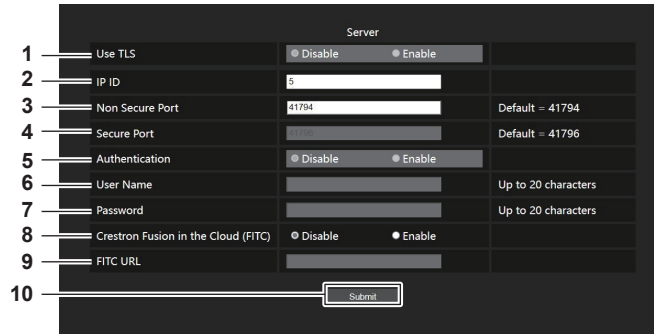 Server
1 Use TLS Disable Enable
2 IP ID 5
3 Non Secure Port 41794 Default = 41794
4 Secure Port 41796 Default = 41796
5 Authentication Disable Enable
6 User Name Up to 20 characters
7 Password Up to 20 characters
8 Crestron Fusion in the Cloud (FITC) Disable Enable
9 FITC URL
10 Submit